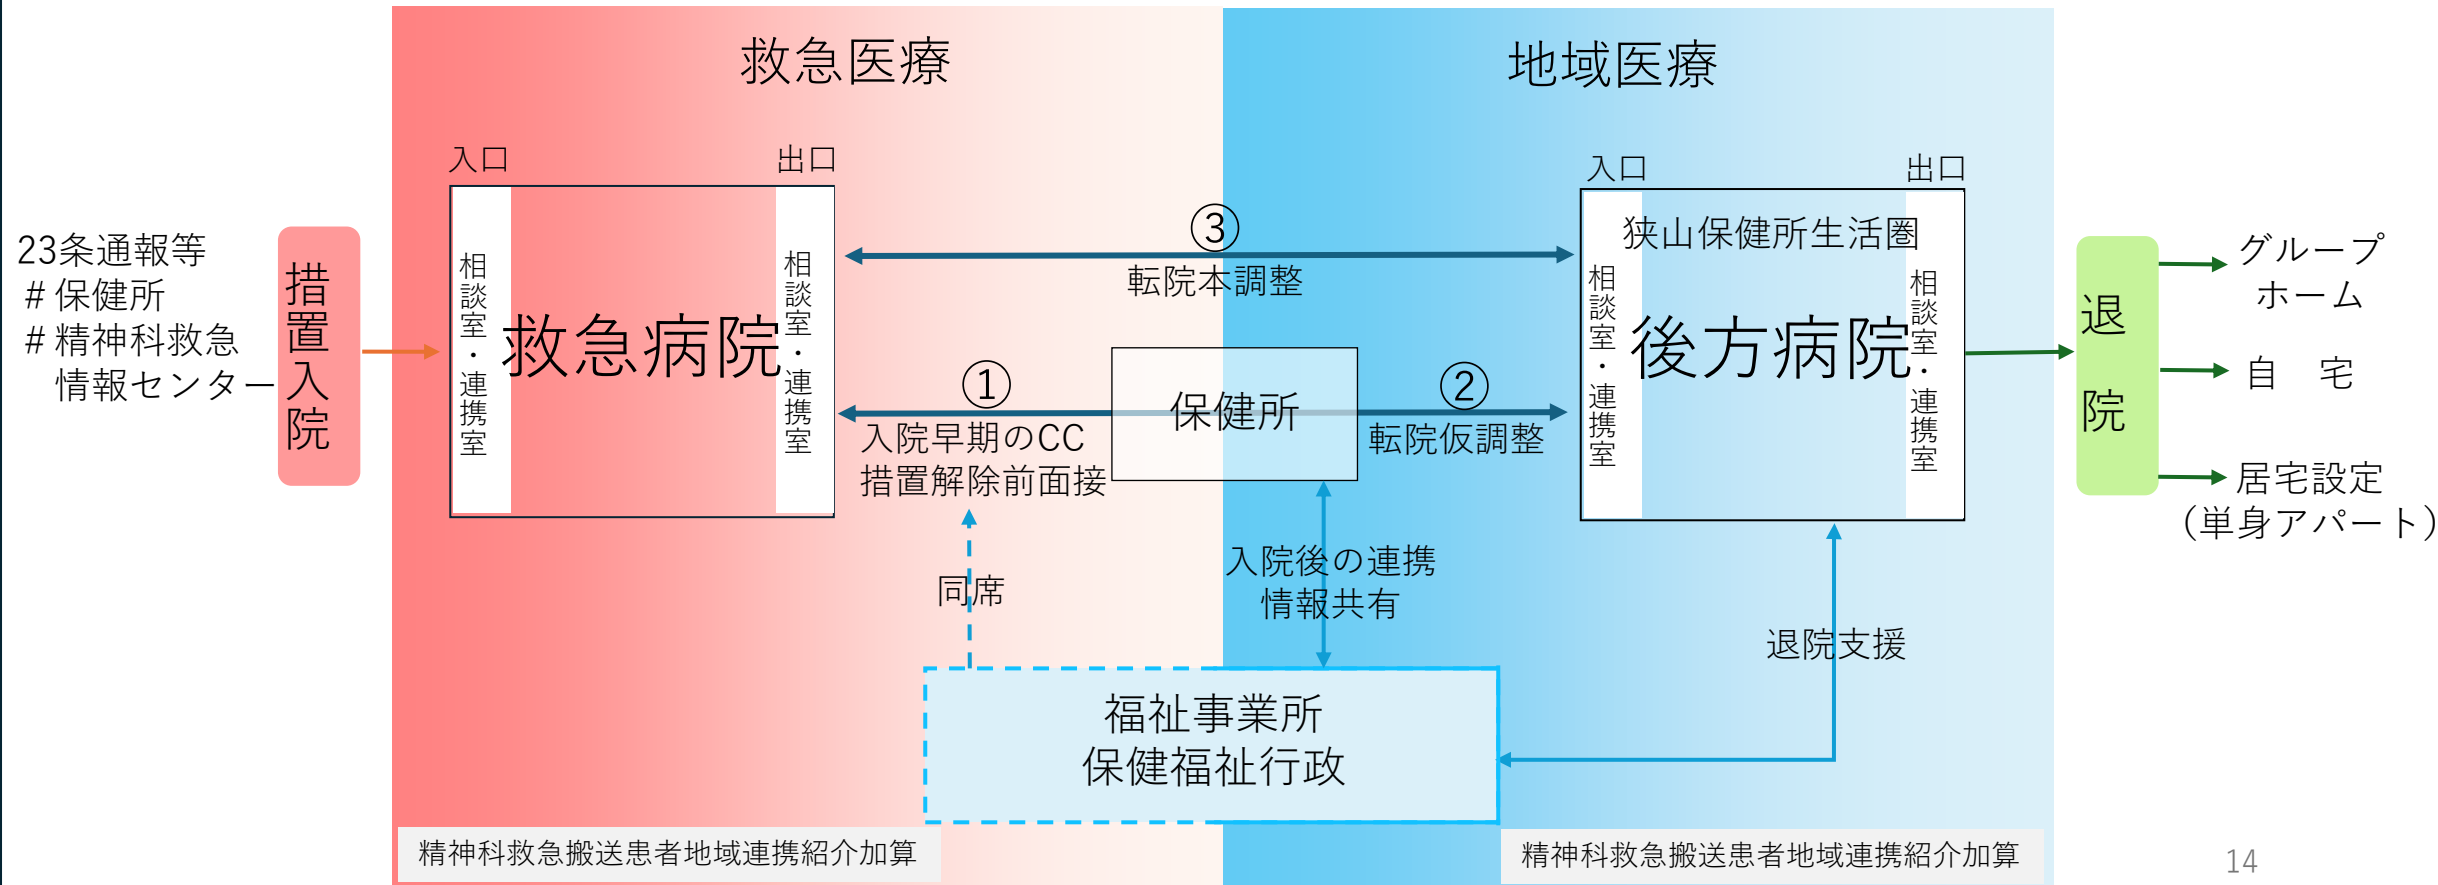 救急医療
地域医療
入口
出口
入口
出口
23条通報等
＃保健所
＃精神科救急
情報センター
措置入院
相談室・連携室
救急病院
相談室・連携室
③
転院本調整
①
入院早期のCC
措置解除前面接
保健所
②
転院仮調整
狭山保健所生活圏
相談室・連携室
後方病院
相談室・連携室
退院
グループ
ホーム
自　宅
居宅設定
（単身アパート）
同席
入院後の連携
情報共有
退院支援
福祉事業所
保健福祉行政
精神科救急搬送患者地域連携紹介加算
精神科救急搬送患者地域連携紹介加算
14